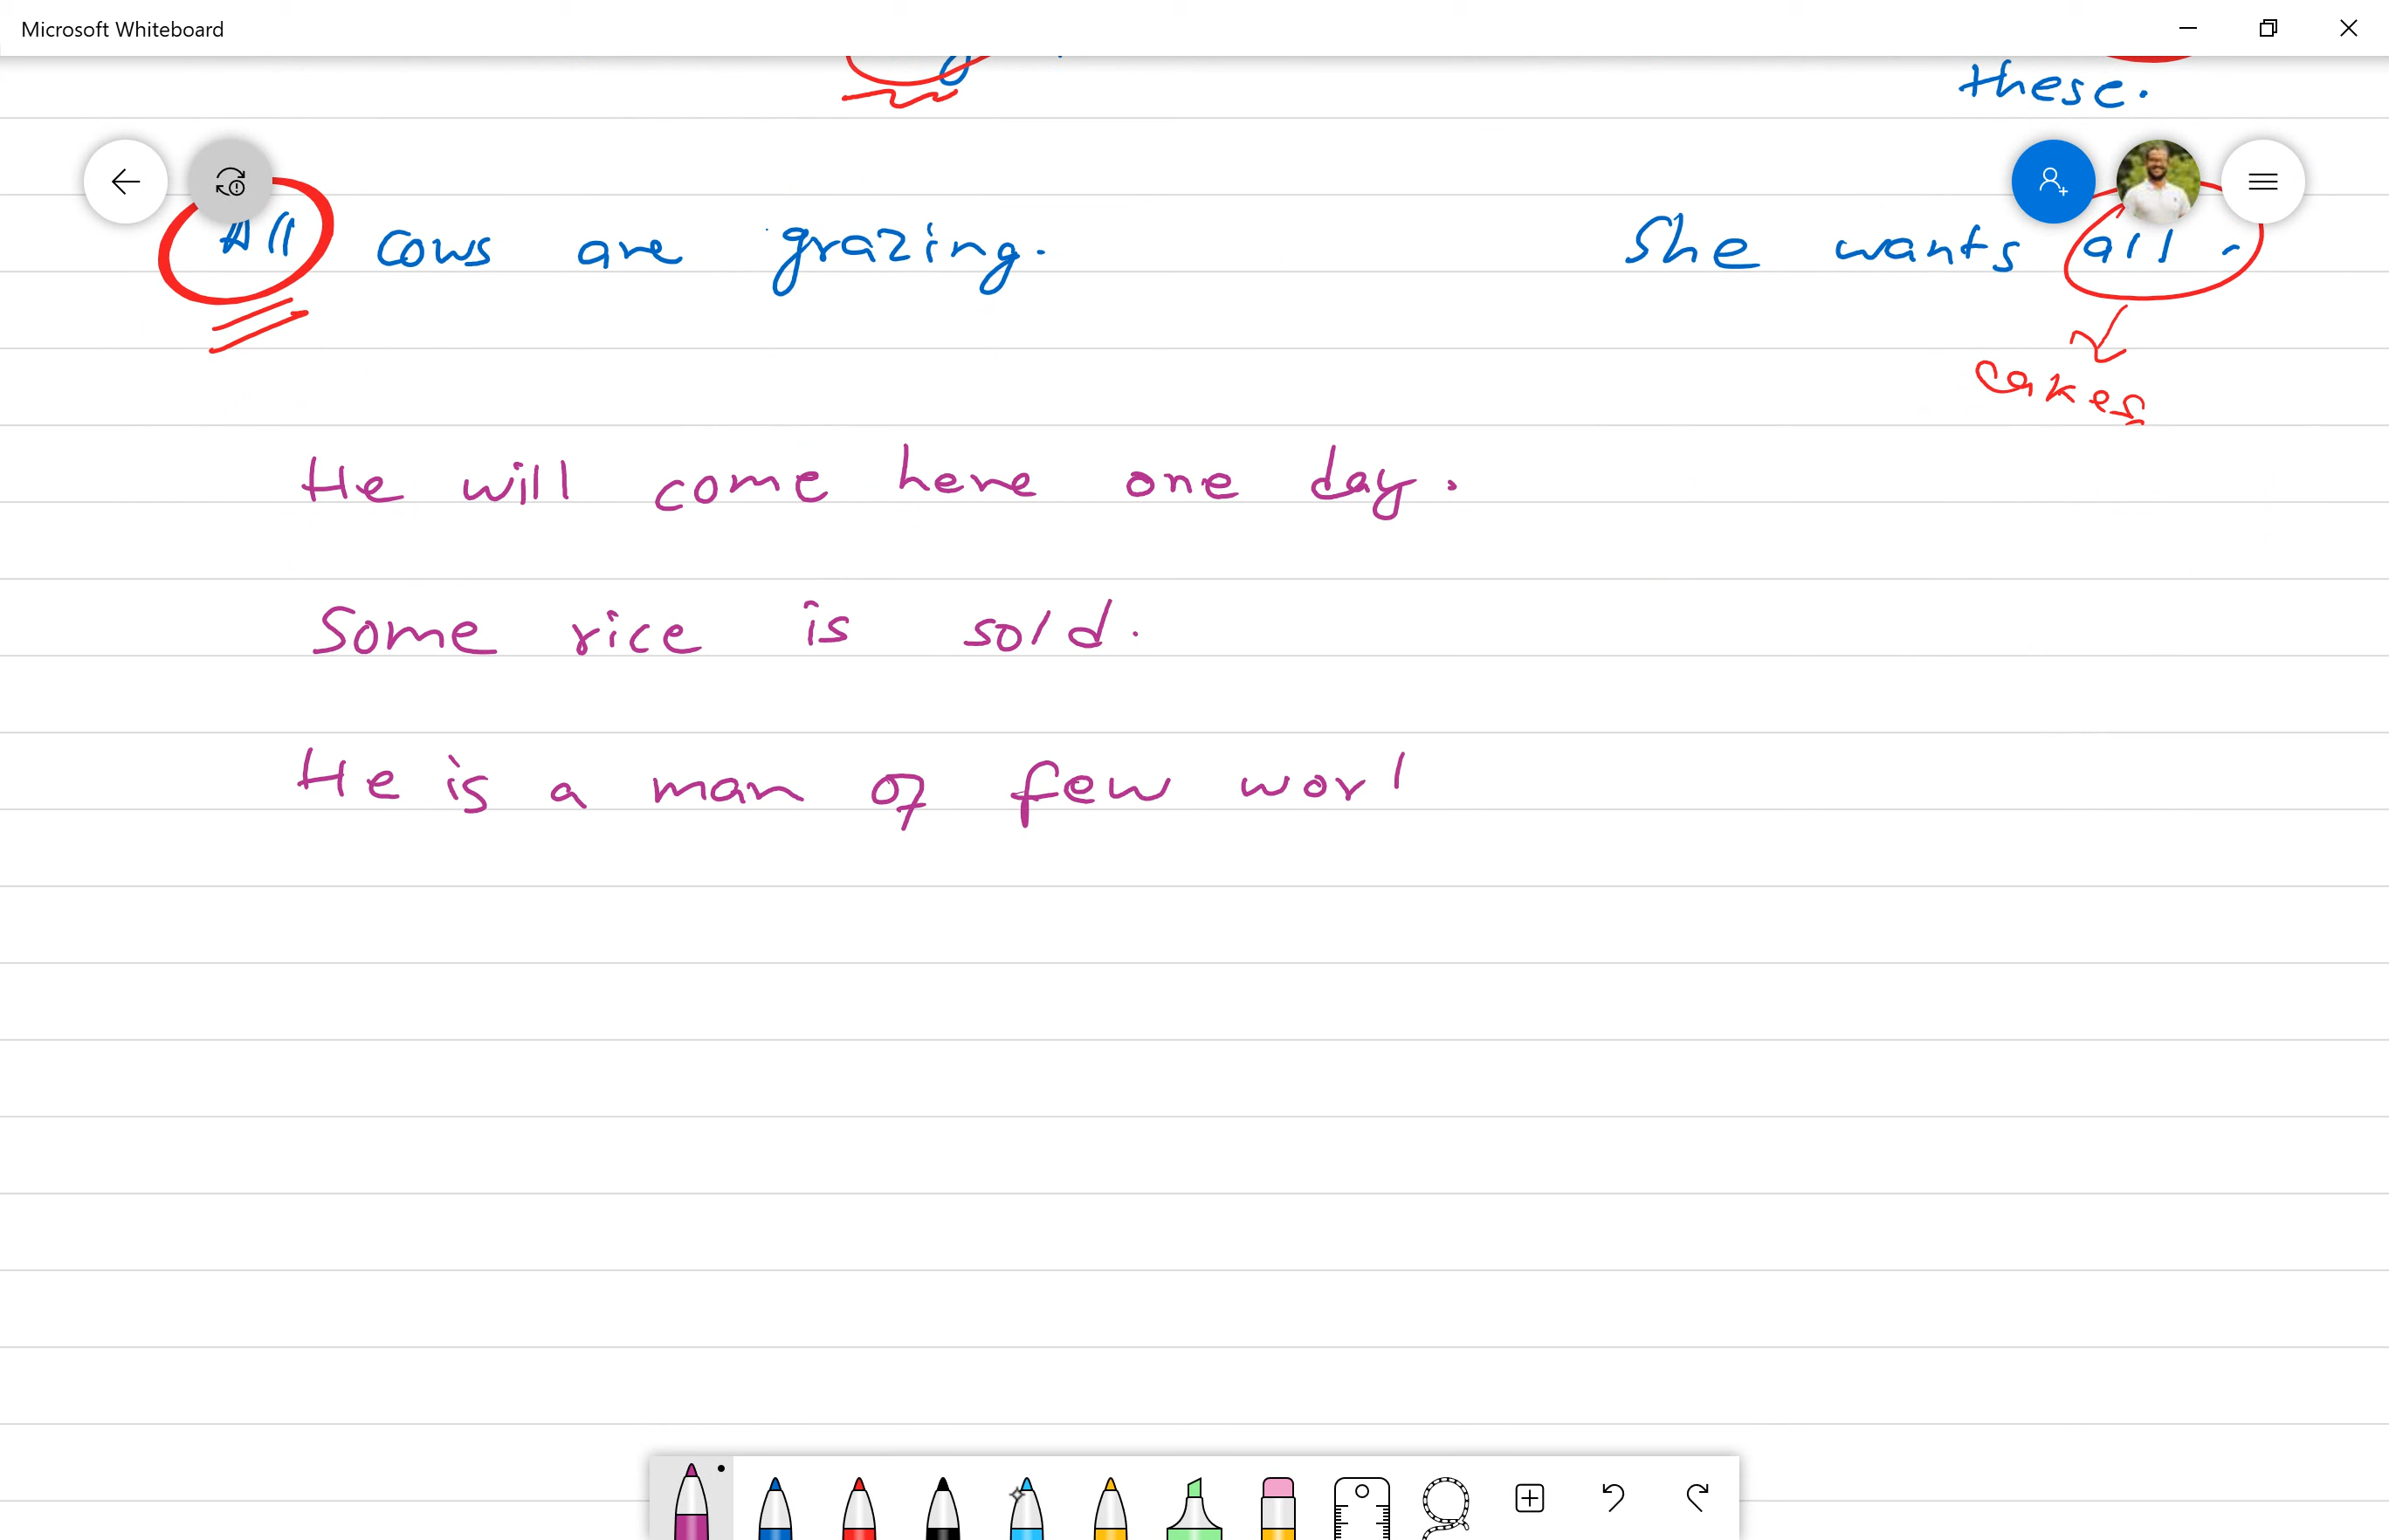 Microsoft Whiteboard
these.
All cows are grazing.
She wants all.
cakes
He will come here one day.
Some rice is sold.
He is a man of few worl